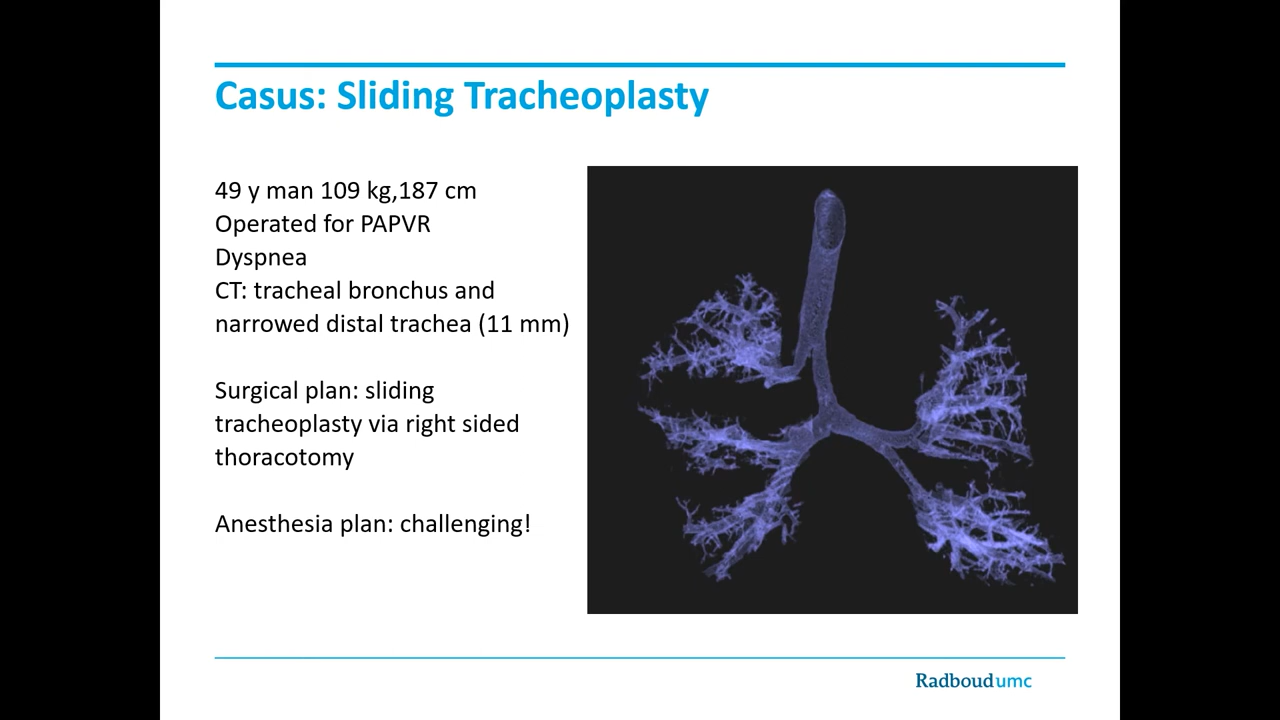 Casus: Sliding Tracheoplasty
49 y man 109 kg,187 cm
Operated for PAPVR
Dyspnea
CT: tracheal bronchus and
narrowed distal trachea (11 mm)
Surgical plan: sliding
tracheoplasty via right sided
thoracotomy
Anesthesia plan: challenging!
Radboudumc